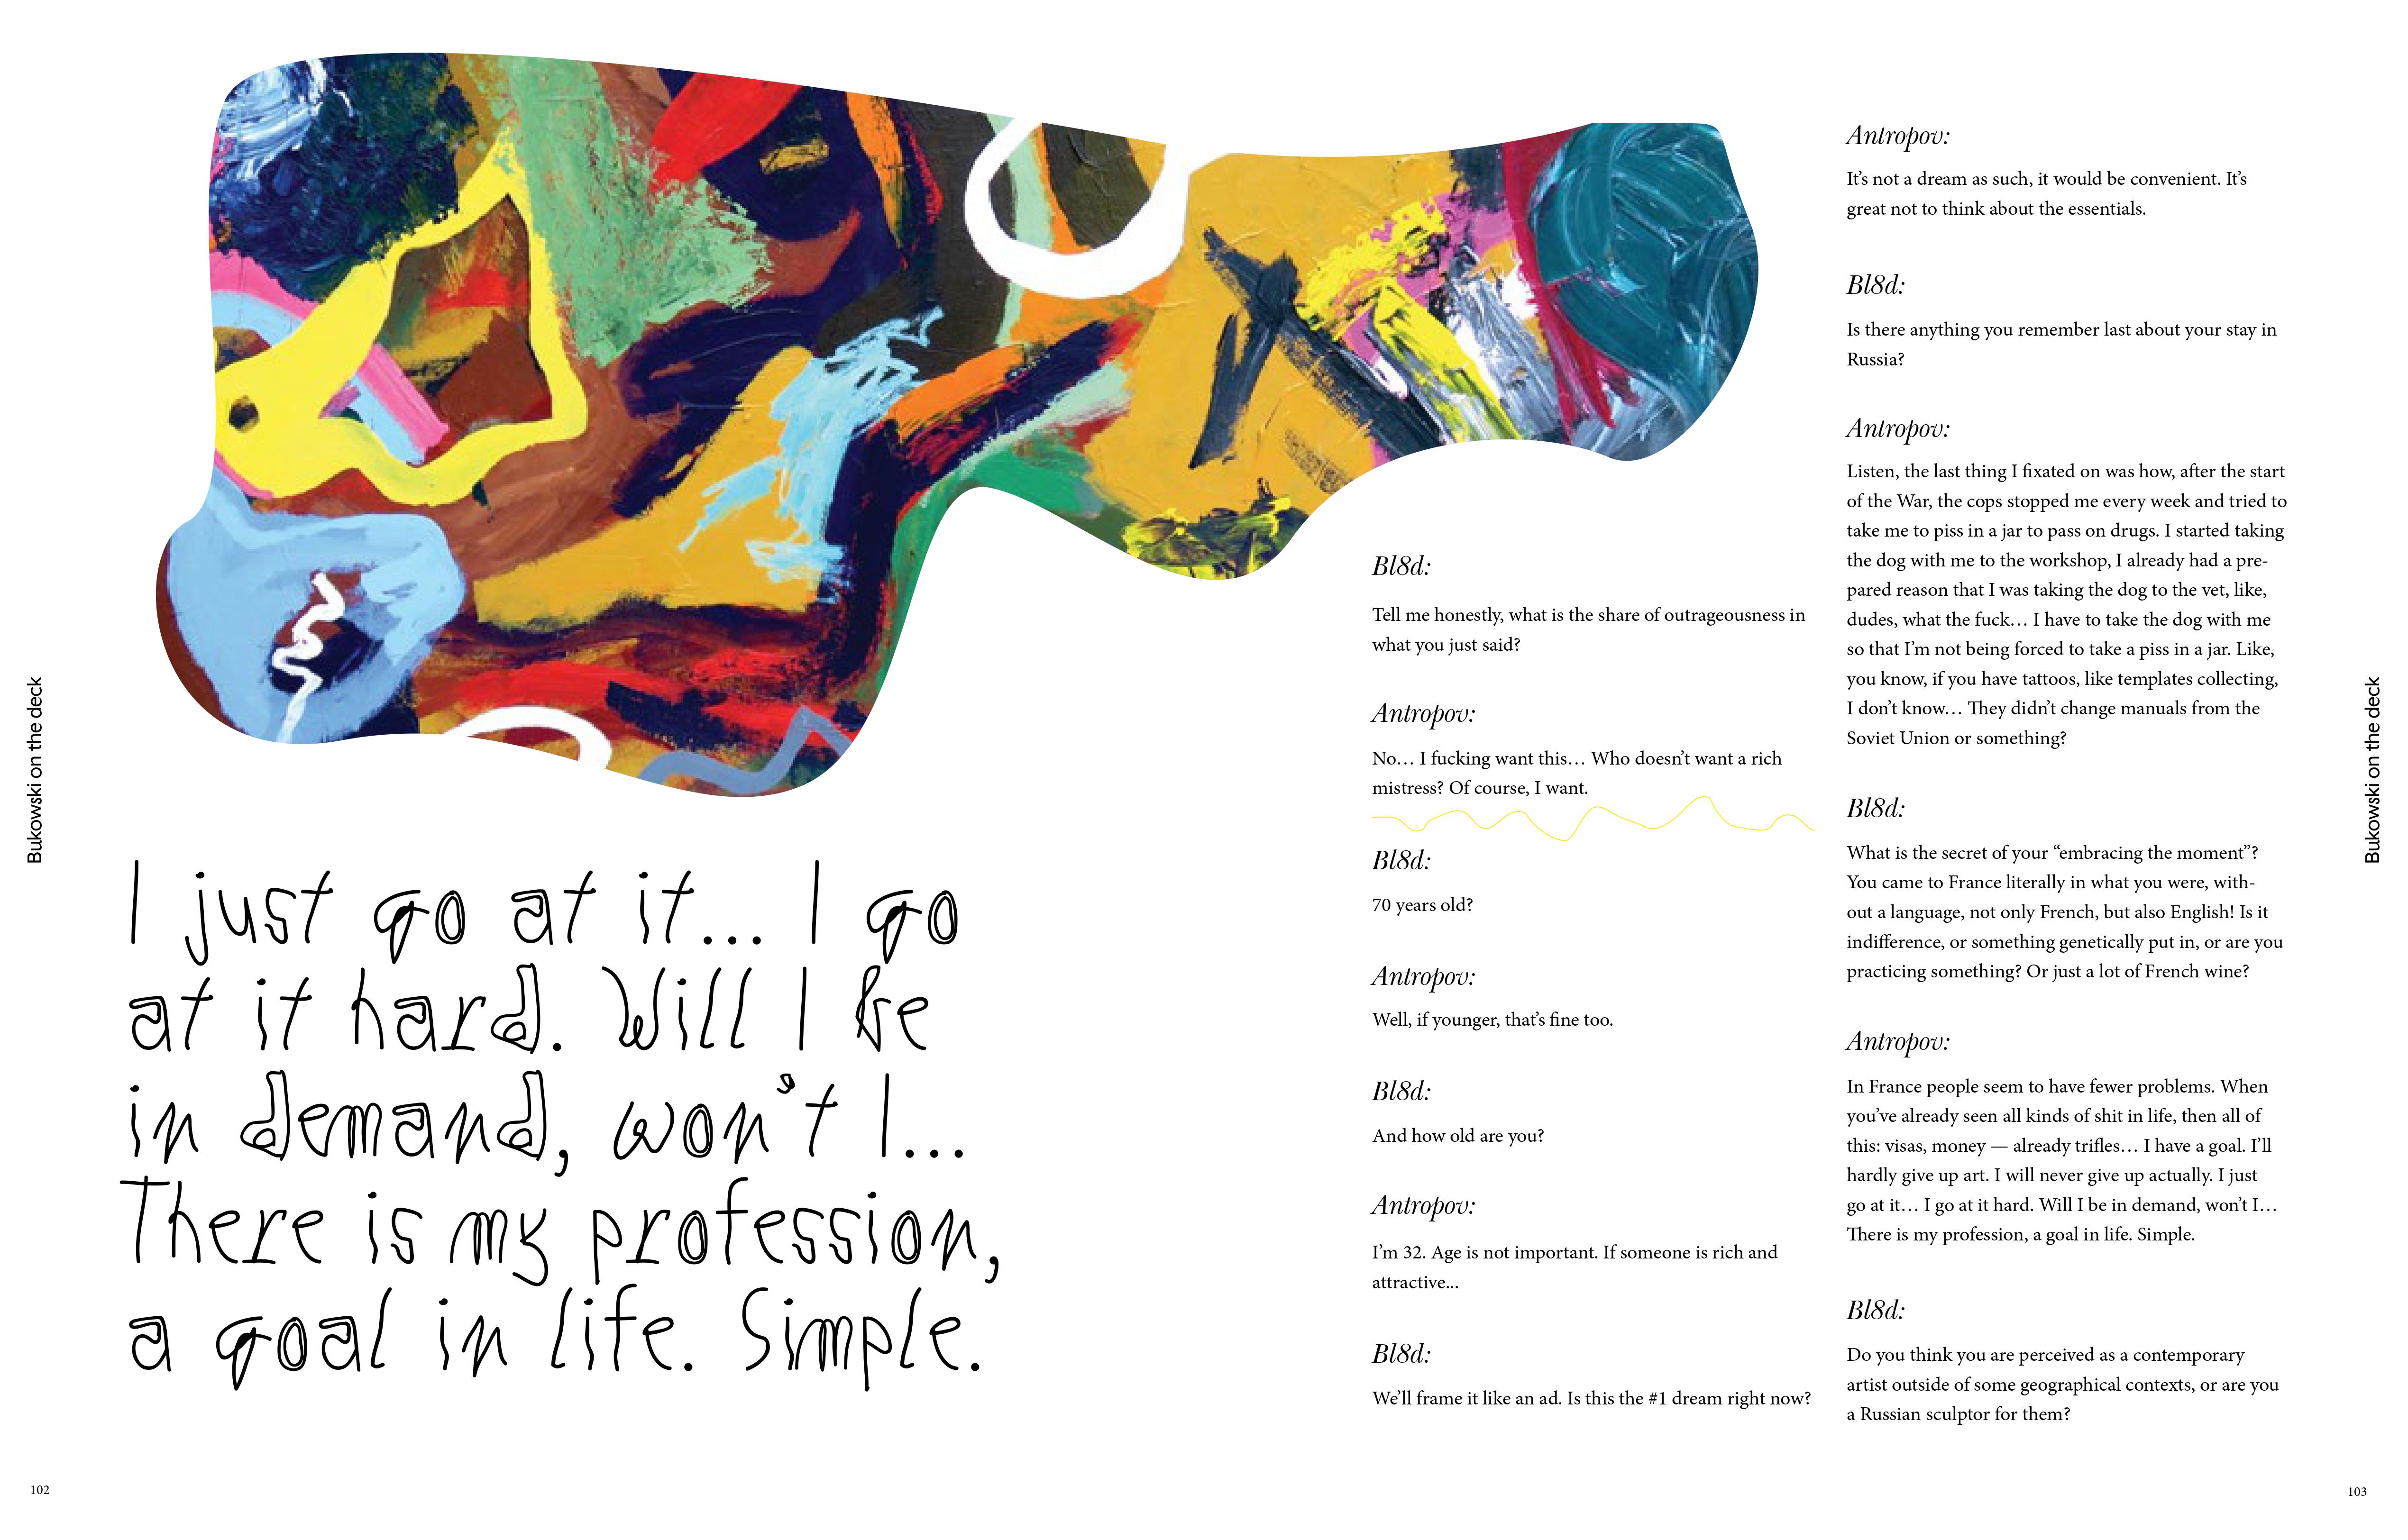 Bukowski on the deck
I just go at it... I go
at it hard. Will I be
in demand, won't I...
There is my profession,
a goal in life. Simple.
102
Bl8d:
Tell me honestly, what is the share of outrageousness in
what you just said?
Antropov:
No… I fucking want this… Who doesn’t want a rich
mistress? Of course, I want.
Bl8d:
70 years old?
Antropov:
Well, if younger, that’s fine too.
Bl8d:
And how old are you?
Antropov:
I’m 32. Age is not important. If someone is rich and
attractive...
Bl8d:
We’ll frame it like an ad. Is this the #1 dream right now?
Antropov:
It’s not a dream as such, it would be convenient. It’s
great not to think about the essentials.
Bl8d:
Is there anything you remember last about your stay in
Russia?
Antropov:
Listen, the last thing I fixated on was how, after the start
of the War, the cops stopped me every week and tried to
take me to piss in a jar to pass on drugs. I started taking
the dog with me to the workshop, I already had a pre-
pared reason that I was taking the dog to the vet, like,
dudes, what the fuck… I have to take the dog with me
so that I’m not being forced to take a piss in a jar. Like,
you know, if you have tattoos, like templates collecting,
I don’t know… They didn’t change manuals from the
Soviet Union or something?
Bl8d:
What is the secret of your “embracing the moment”?
You came to France literally in what you were, with-
out a language, not only French, but also English! Is it
indifference, or something genetically put in, or are you
practicing something? Or just a lot of French wine?
Antropov:
In France people seem to have fewer problems. When
you’ve already seen all kinds of shit in life, then all of
this: visas, money — already trifles… I have a goal. I’ll
hardly give up art. I will never give up actually. I just
go at it… I go at it hard. Will I be in demand, won’t I…
There is my profession, a goal in life. Simple.
Bl8d:
Do you think you are perceived as a contemporary
artist outside of some geographical contexts, or are you
a Russian sculptor for them?
Bukowski on the deck
103